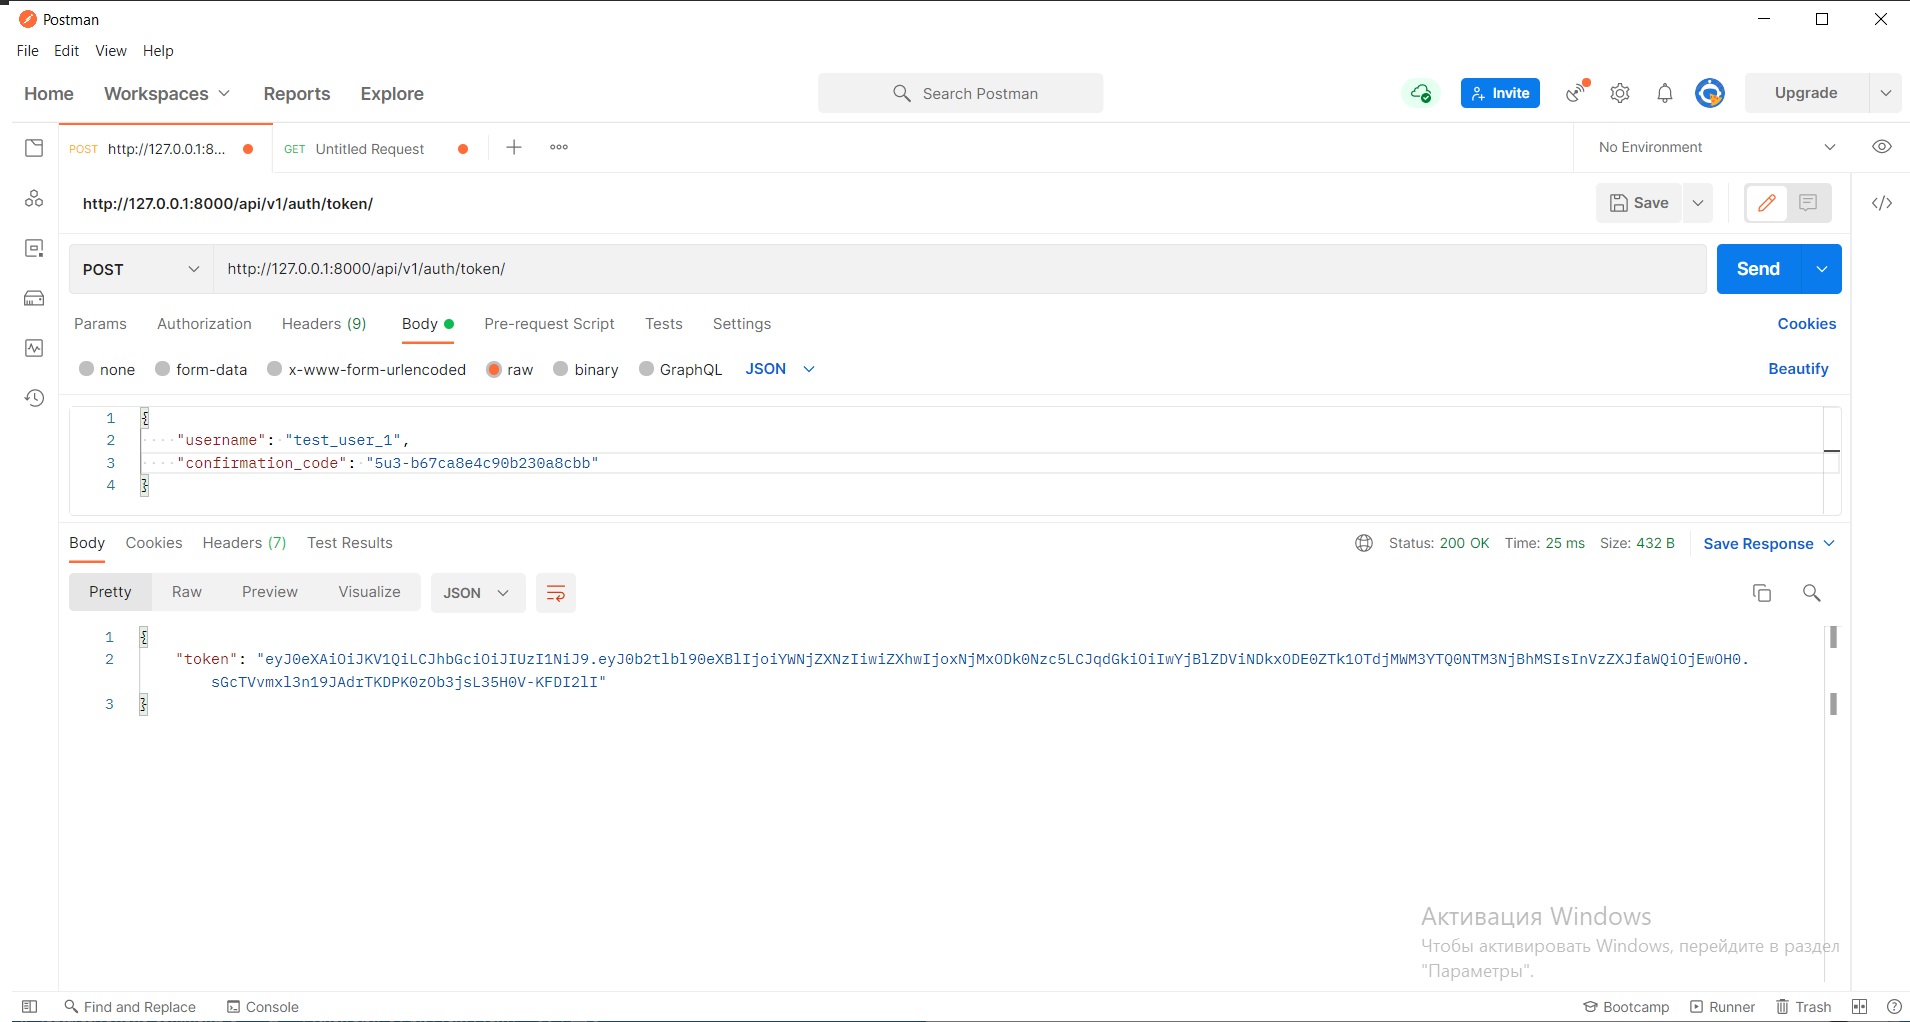 Postman
File Edit View Help
Home Workspaces Reports Explore
Search Postman
Invite
Upgrade
POST http://127.0.0.1:8...
GET Untitled Request
No Environment
http://127.0.0.1:8000/api/v1/auth/token/
Save
POST
http://127.0.0.1:8000/api/v1/auth/token/
Send
Params Authorization Headers (9) Body Pre-request Script Tests Settings
Cookies
none form-data x-www-form-urlencoded raw binary GraphQL JSON
Beautify
1 {
2 "username": "test_user_1",
3 "confirmation_code": "5u3-b67ca8e4c90b230a8cbb"
4 }
Body Cookies Headers (7) Test Results
Status: 200 OK Time: 25 ms Size: 432 B Save Response
Pretty Raw Preview Visualize JSON
1 {
2 "token": "eyJ0eXAiOiJKV1QiLCJhbGciOiJIUzI1NiJ9.eyJ0b2tlbl90eXBlIjoiYWNjZXNzIiwiZXhwIjoxNjMxODk0Nzc5LCJqdGkiOiIwYjBlZDViNDkxODE0ZTk1OTdjMWM3YTQ0NTM3NjBhMSIsInVzZXJfaWQiOjEwOH0.
sGcTVvmxl3n19JAdrTKDPK0zOb3jsL35H0V-KFDI2lI"
3 }
Активация Windows
Чтобы активировать Windows, перейдите в раздел
"Параметры".
Find and Replace Console
Bootcamp Runner Trash